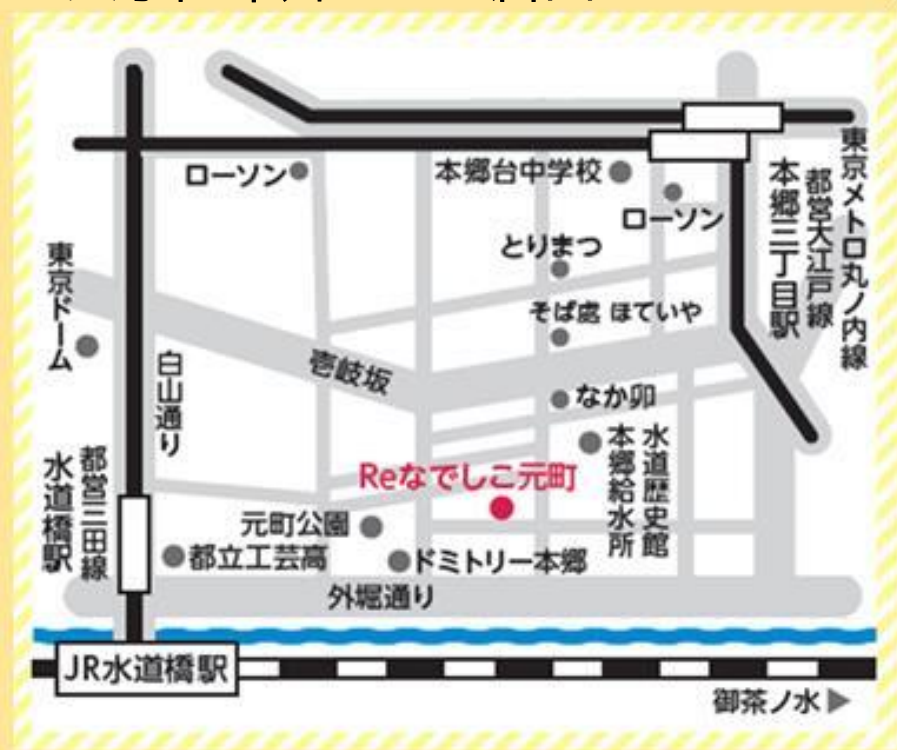 ローソン
本郷台中学校
ローソン
東京メトロ丸ノ内線
都営大江戸線
本郷三丁目駅
とりまつ
そば處 ほていや
東京ドーム
白山通り
壱岐坂
なか卯
水道歴史館
本郷給水所
都営三田線
水道橋駅
Reなでしこ元町
元町公園
都立工芸高
ドミトリー本郷
外堀通り
JR水道橋駅
御茶ノ水